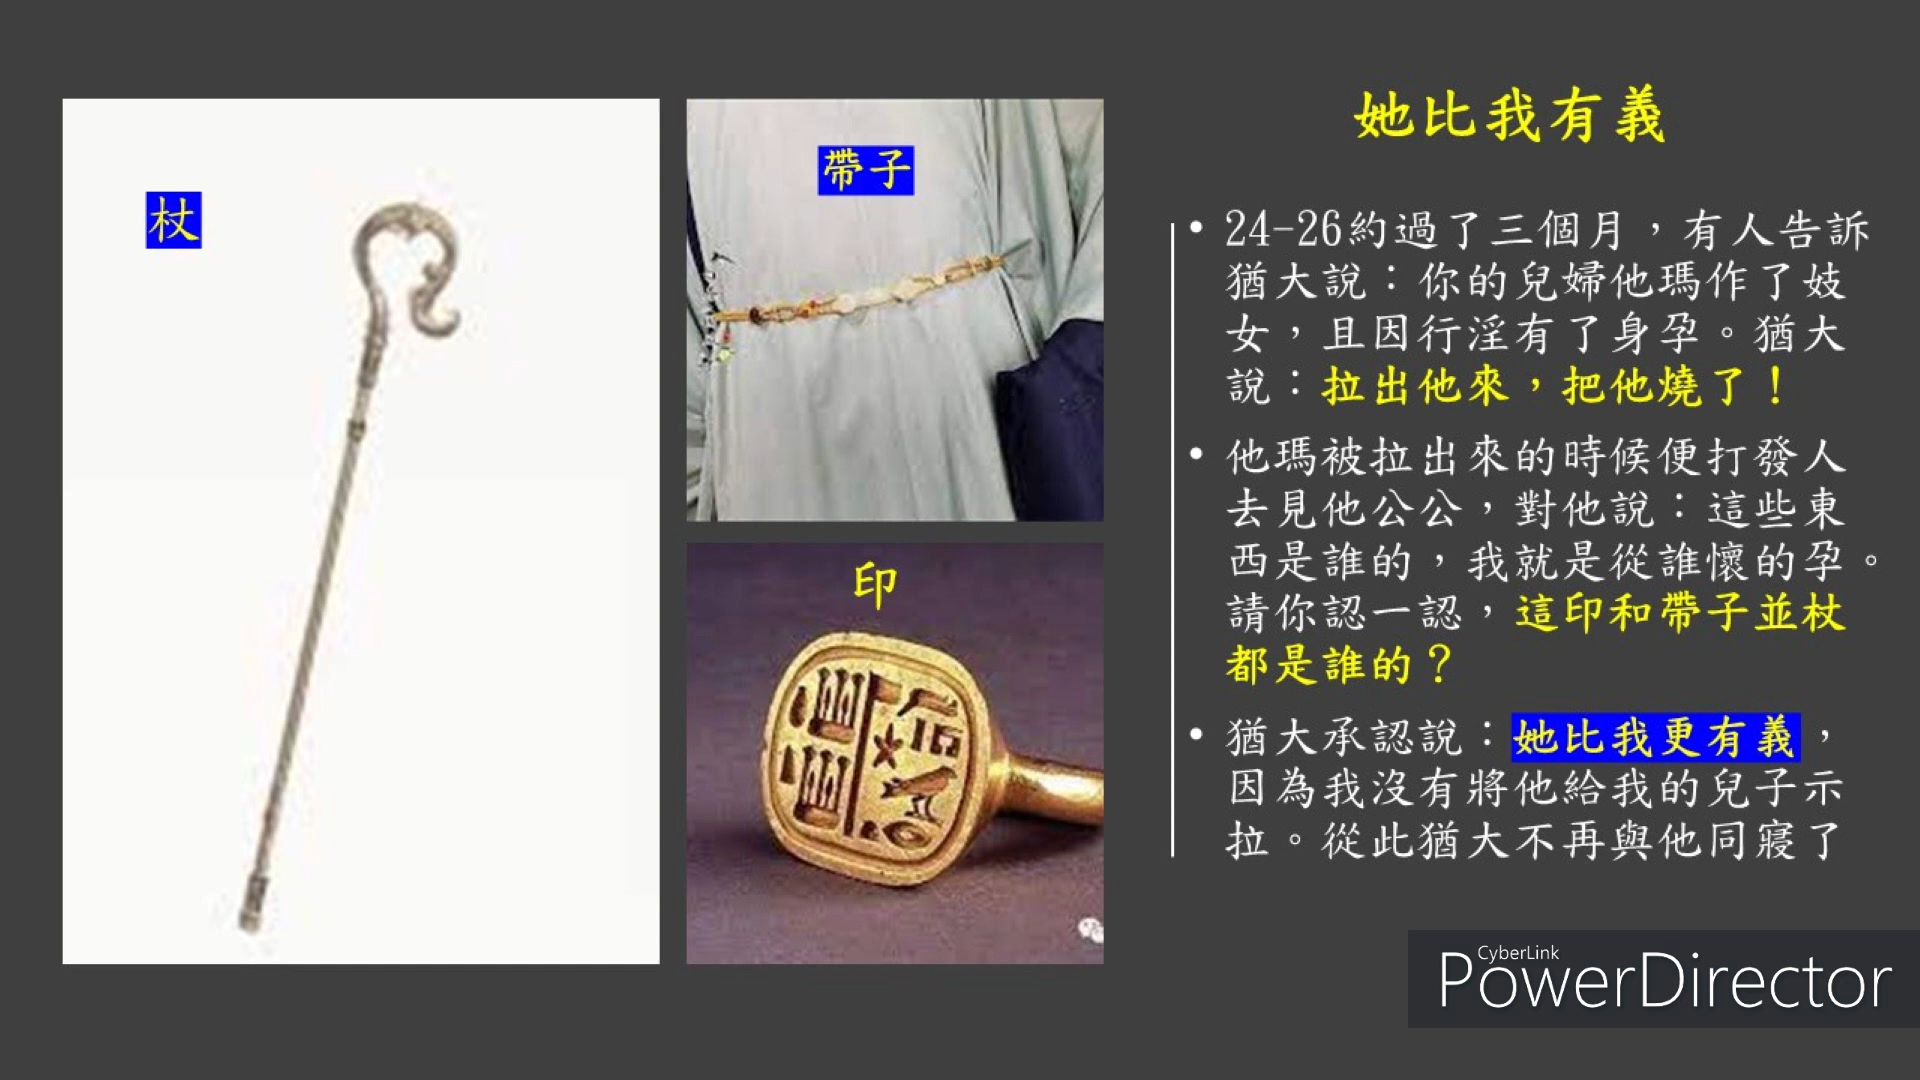 杖
帶子
印
她比我有義
• 24-26約過了三個月，有人告訴
猶大說：你的兒婦他瑪作了妓
女，且因行淫有了身孕。猶大
說：拉出他來，把他燒了！
• 他瑪被拉出來的時候便打發人
去見他公公，對他說：這些東
西是誰的，我就是從誰懷的孕。
請你認一認，這印和帶子並杖
都是誰的？
• 猶大承認說：她比我更有義，
因為我沒有將他給我的兒子示
拉。從此猶大不再與他同寢了
CyberLink
PowerDirector